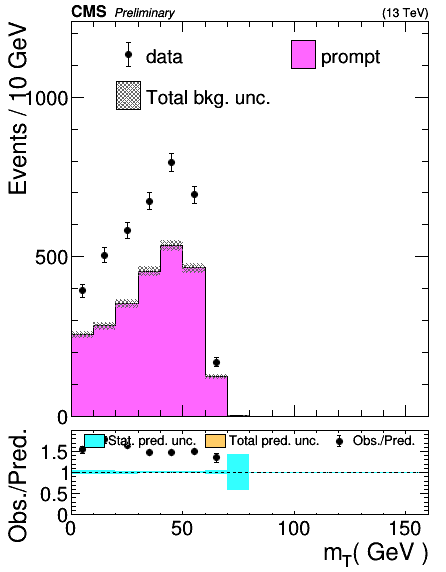 CMS Preliminary (13 TeV)
Events / 10 GeV
data
prompt
Total bkg. unc.
1000
500
0
Obs./Pred.
Stat. pred. unc.
Total pred. unc.
Obs./Pred.
1.5
1
0.5
0
0 50 100 150
m_T( GeV )